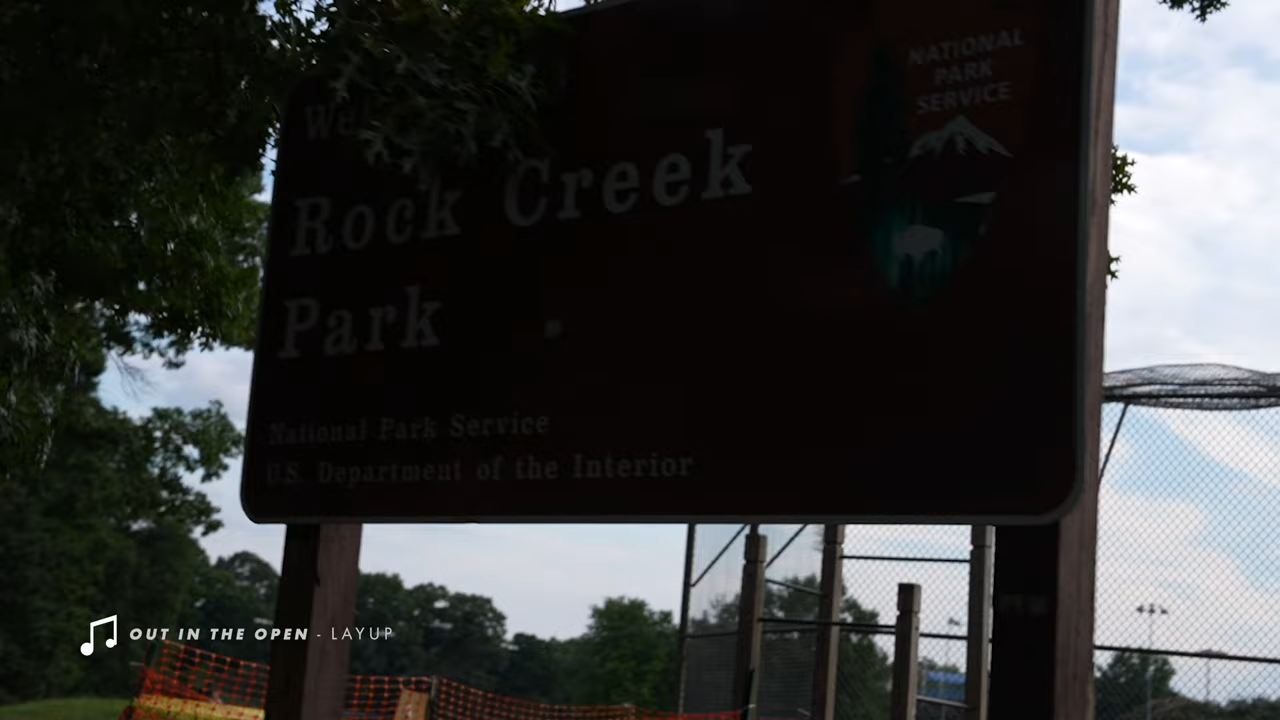 Rock Creek
Park
National Park Service
U.S. Department of the Interior
NATIONAL
PARK
SERVICE
OUT IN THE OPEN - LAYUP